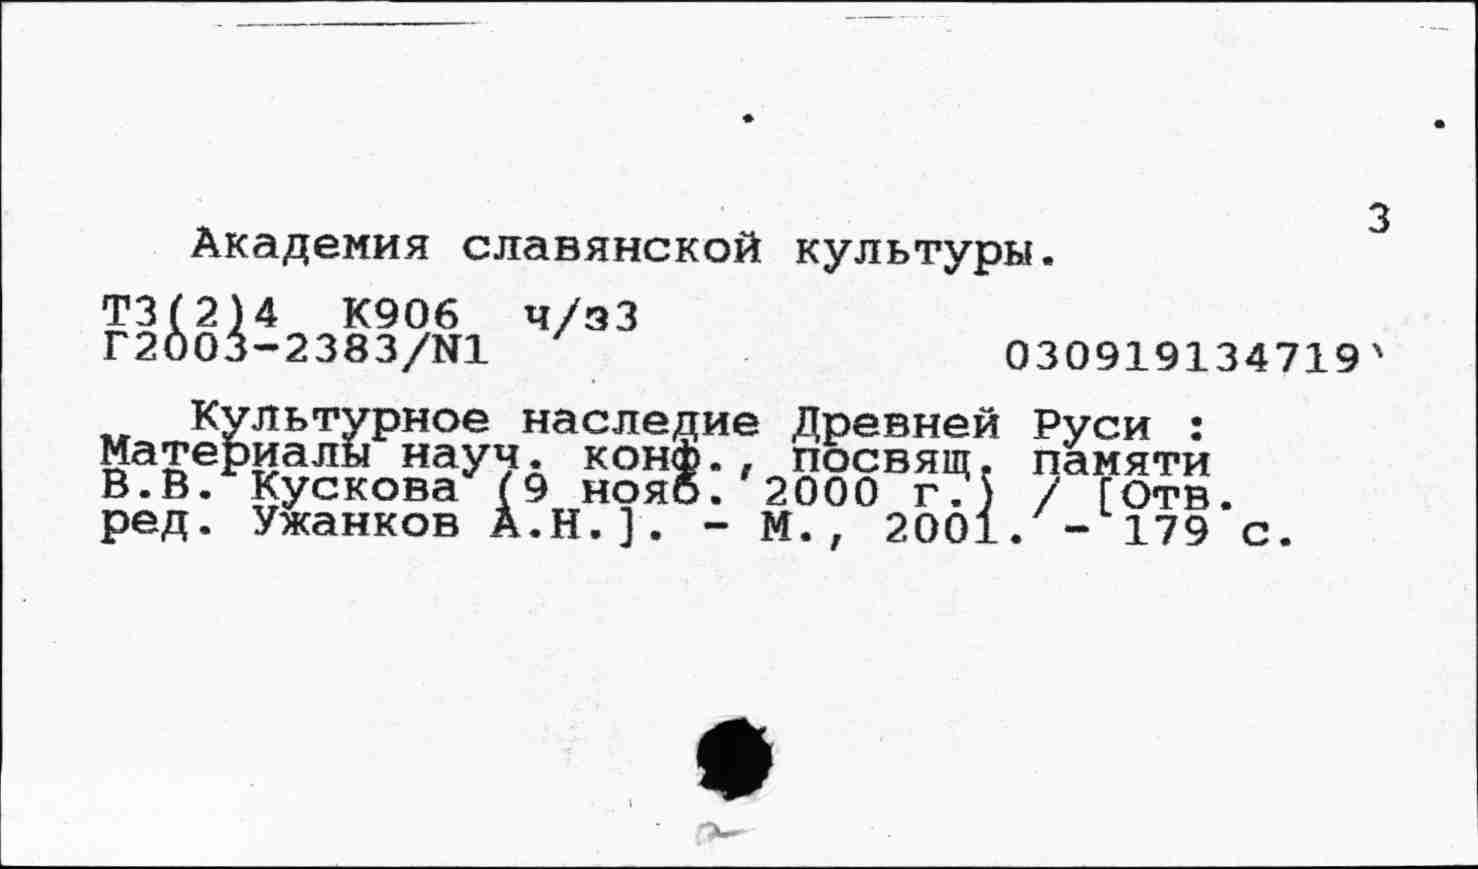 3
Академия славянской культуры.
Т3(2)4 К906 ч/з3
Г2003-2383/N1
030919134719
Культурное наследие Древней Руси :
Материалы науч. конф., посвящ. памяти
В.В. Кускова (9 нояб. 2000 г.) / [Отв.
ред. Ужанков А.Н.]. - М., 2001. - 179 с.